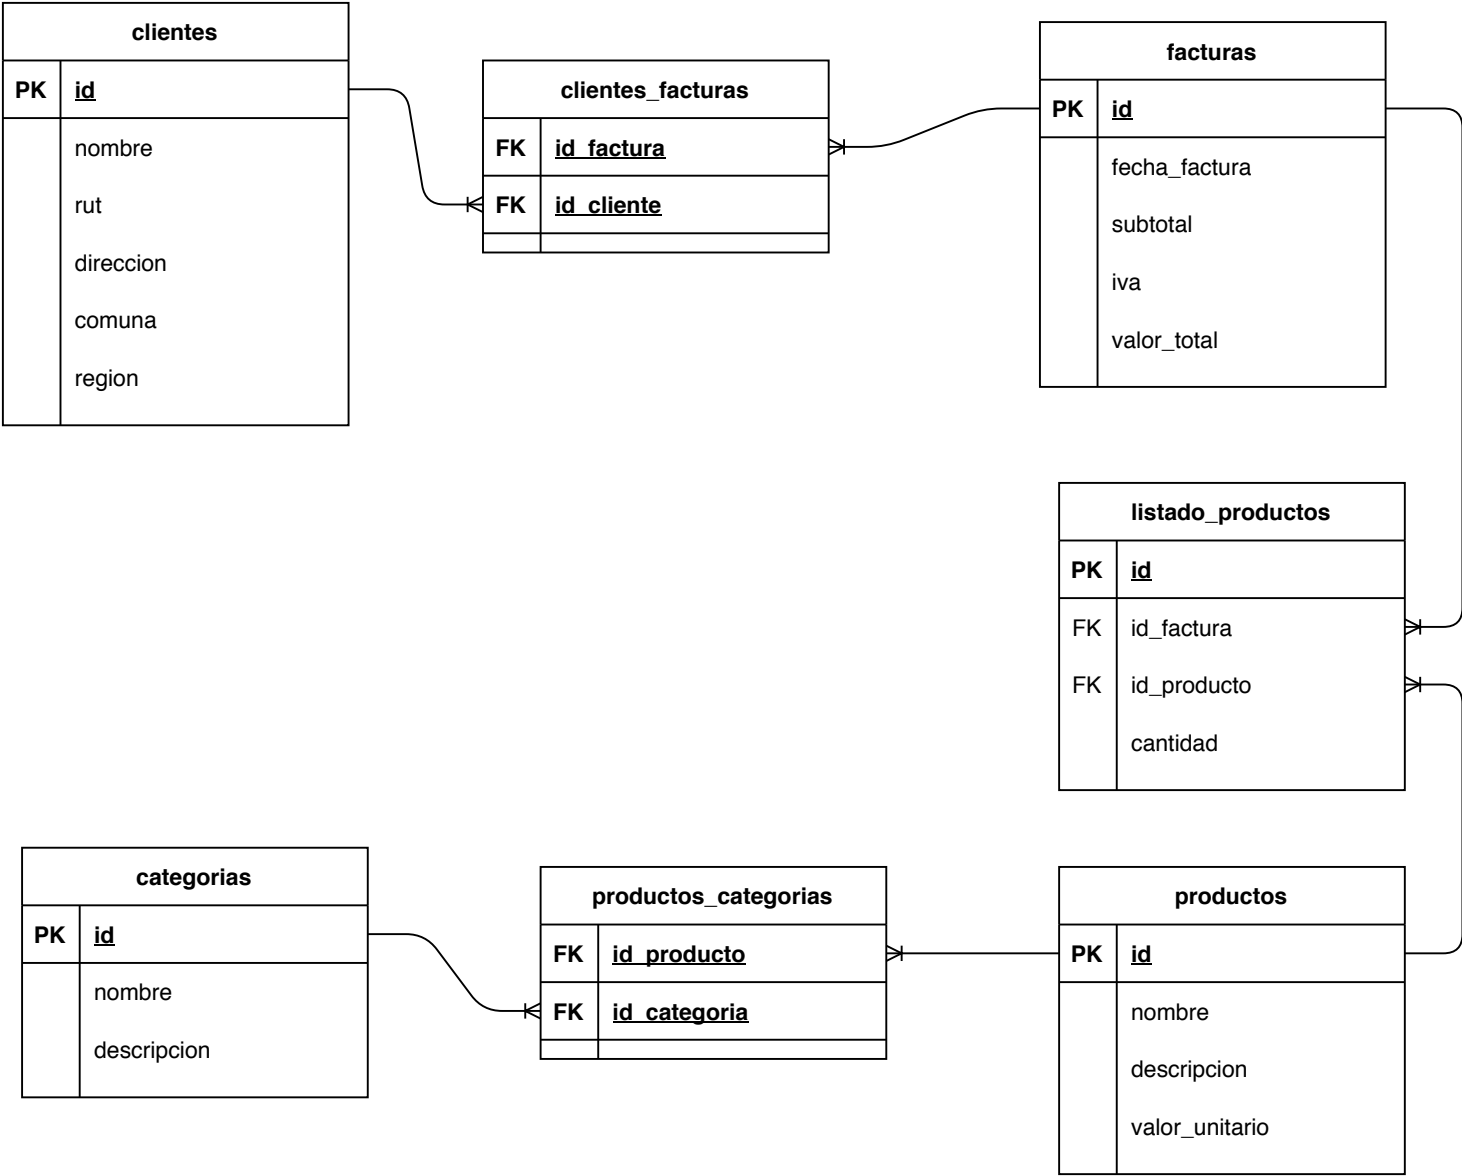 clientes
PK id
nombre
rut
direccion
comuna
region
clientes_facturas
FK id_factura
FK id_cliente
facturas
PK id
fecha_factura
subtotal
iva
valor_total
listado_productos
PK id
FK id_factura
FK id_producto
cantidad
categorias
PK id
nombre
descripcion
productos_categorias
FK id_producto
FK id_categoria
productos
PK id
nombre
descripcion
valor_unitario